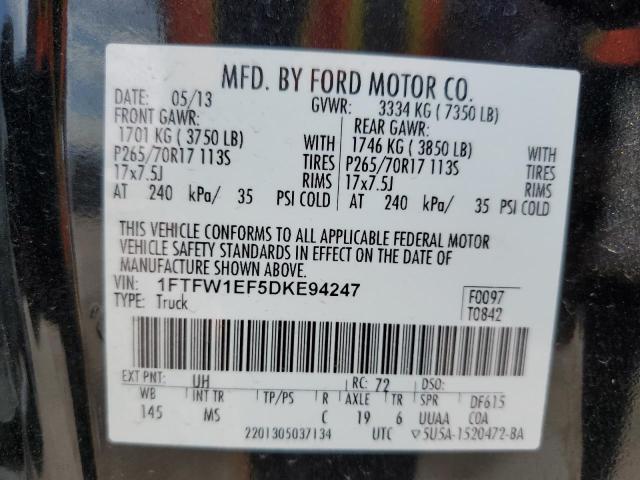 MFD. BY FORD MOTOR CO.
DATE: 05/13 GVWR: 3334 KG ( 7350 LB)
FRONT GAWR: REAR GAWR:
1701 KG ( 3750 LB) WITH 1746 KG ( 3850 LB) WITH
P265/70R17 113S TIRES P265/70R17 113S TIRES
17x7.5J RIMS 17x7.5J RIMS
AT 240 kPa/ 35 PSI COLD AT 240 kPa/ 35 PSI COLD
THIS VEHICLE CONFORMS TO ALL APPLICABLE FEDERAL MOTOR
VEHICLE SAFETY STANDARDS IN EFFECT ON THE DATE OF
MANUFACTURE SHOWN ABOVE.
VIN: 1FTFW1EF5DKE94247 F0097
TYPE: Truck T0842
EXT PNT: UH RC: 72 DSO:
WB INT TR TP/PS R AXLE TR SPR DF615
145 MS C 19 6 UUAA COA
2201305037134 UTC ▽5U5A-1520472-BA